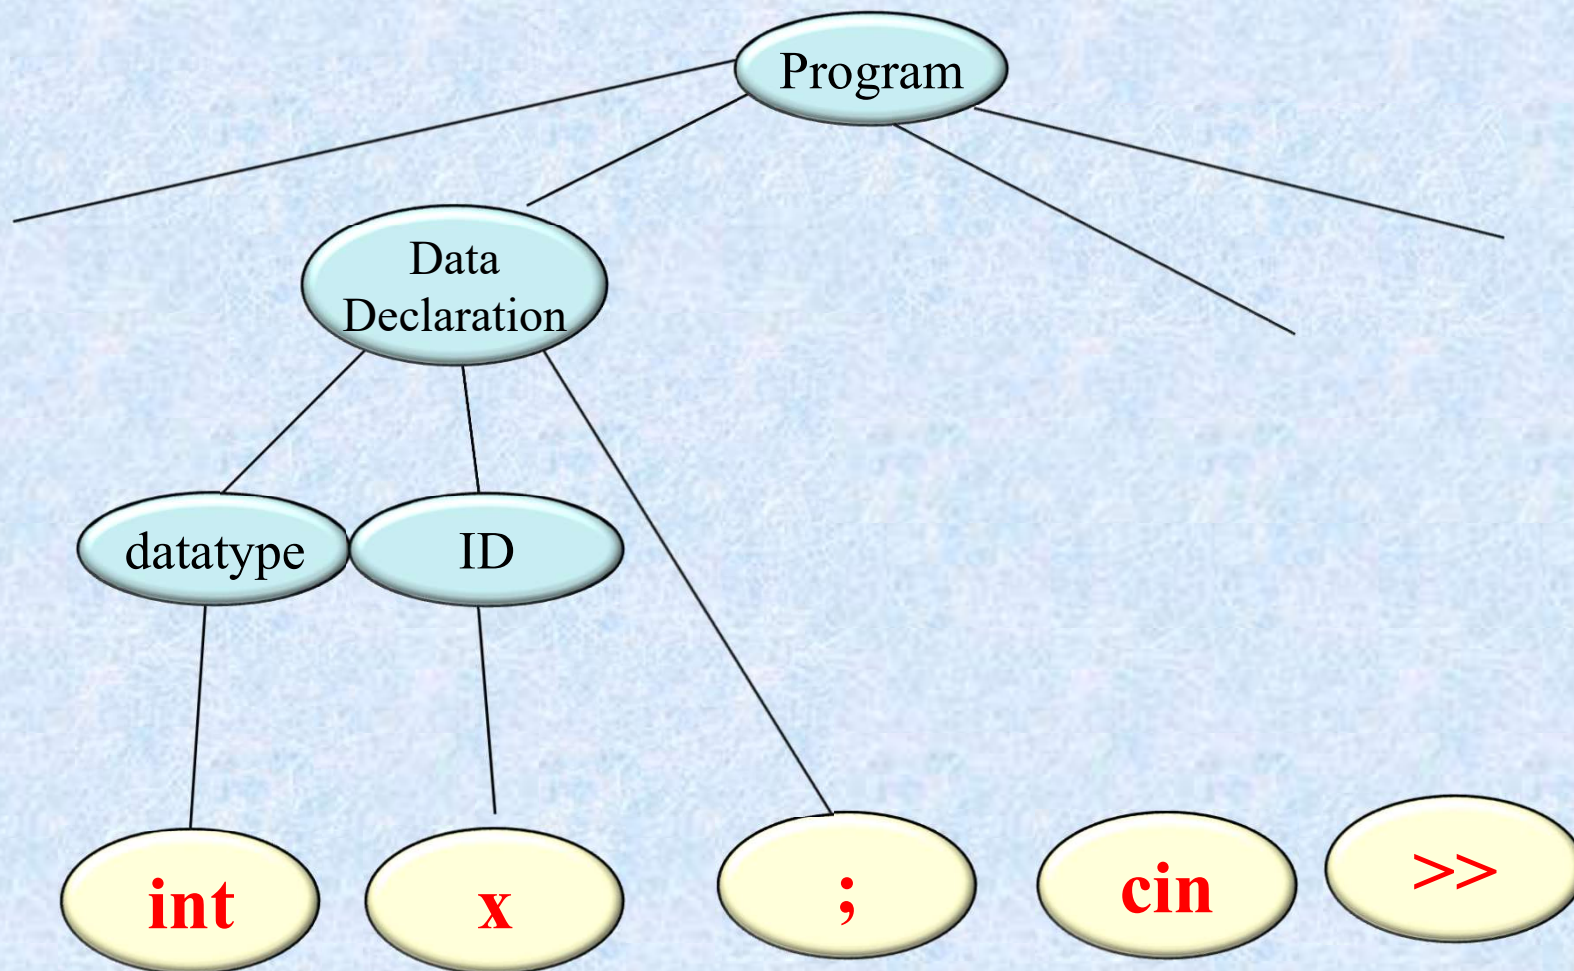 Program
Data
Declaration
datatype
ID
int
x
;
cin
>>